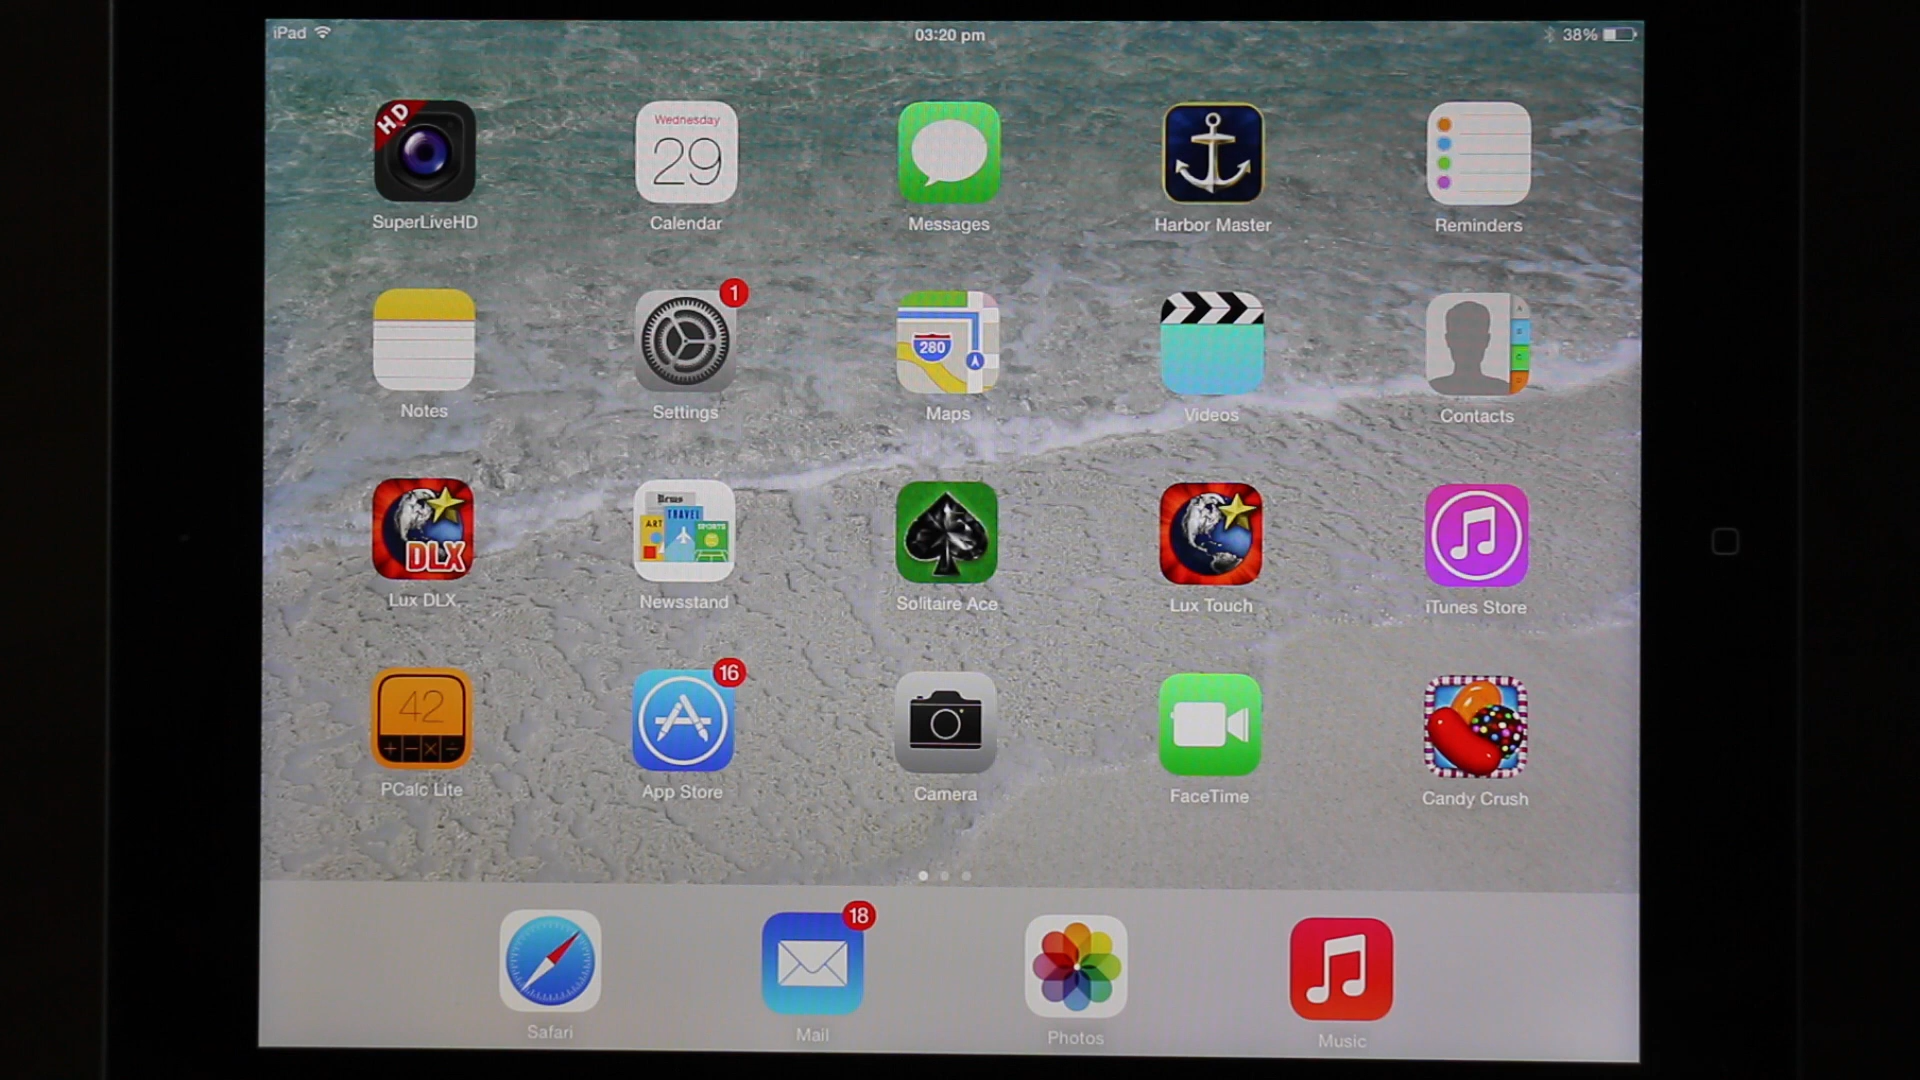 iPad
03:20 pm
38%
HD
SuperLiveHD
Wednesday
29
Calendar
Messages
Harbor Master
Reminders
Notes
1
Settings
280
Maps
Videos
Contacts
DLX
Lux DLX
News
ART
TRAVEL
SPORTS
Newsstand
Solitaire Ace
Lux Touch
iTunes Store
42
+ − × ÷
PCalc Lite
16
App Store
Camera
FaceTime
Candy Crush
Safari
18
Mail
Photos
Music